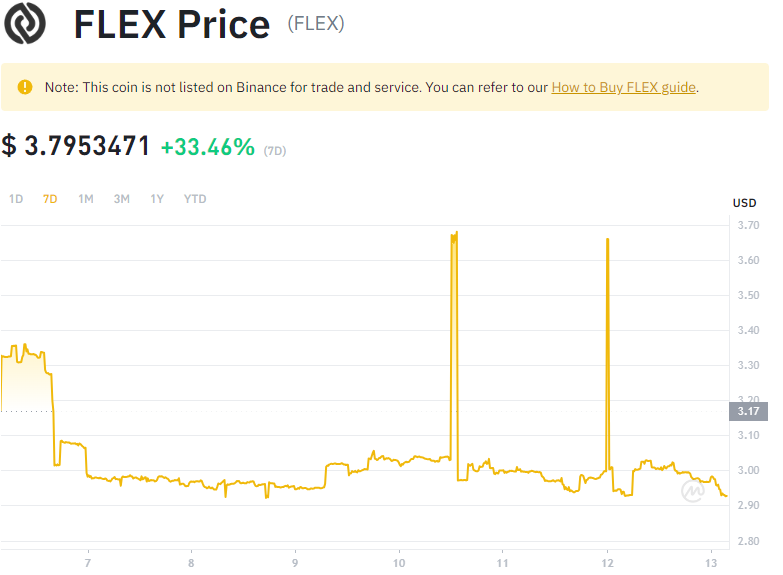 FLEX Price (FLEX)
Note: This coin is not listed on Binance for trade and service. You can refer to our How to Buy FLEX guide.
$ 3.7953471 +33.46% (7D)
1D 7D 1M 3M 1Y YTD
USD
3.70
3.60
3.50
3.40
3.30
3.20
3.17
3.10
3.00
2.90
2.80
7 8 9 10 11 12 13